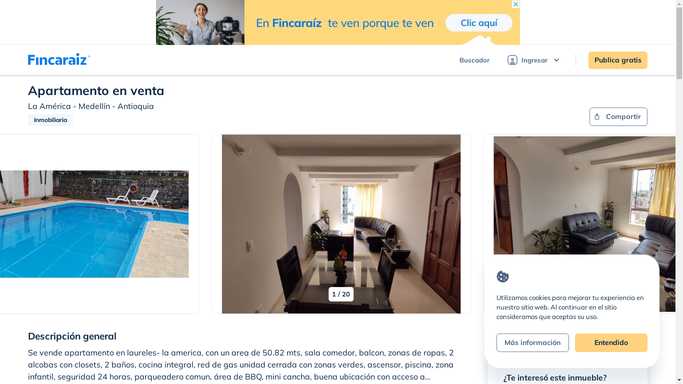 En Fincaraíz te ven porque te ven
Clic aquí
Fincaraíz
Buscador
Ingresar
Publica gratis
Apartamento en venta
La América - Medellín - Antioquia
Inmobiliaria
Compartir
1 / 20
Utilizamos cookies para mejorar tu experiencia en
nuestro sitio web. Al continuar en el sitio
consideramos que aceptas su uso.
Más información
Entendido
Descripción general
Se vende apartamento en laureles- la america, con un area de 50.82 mts, sala comedor, balcon, zonas de ropas, 2
alcobas con closets, 2 baños, cocina integral, red de gas unidad cerrada con zonas verdes, ascensor, piscina, zona
infantil, seguridad 24 horas, parqueadero comun, área de BBQ, mini cancha, buena ubicación con acceso a...
¿Te interesó este inmueble?